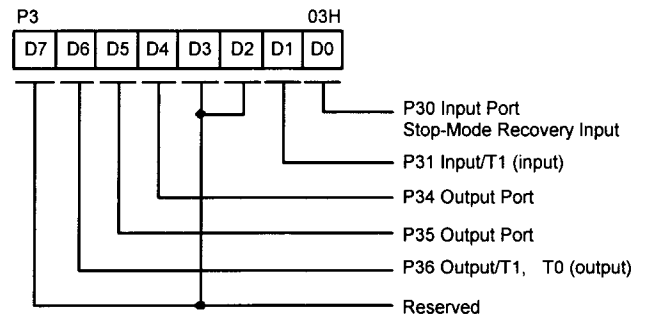 P3 03H
D7 D6 D5 D4 D3 D2 D1 D0
P30 Input Port
Stop-Mode Recovery Input
P31 Input/T1 (input)
P34 Output Port
P35 Output Port
P36 Output/T1, T0 (output)
Reserved